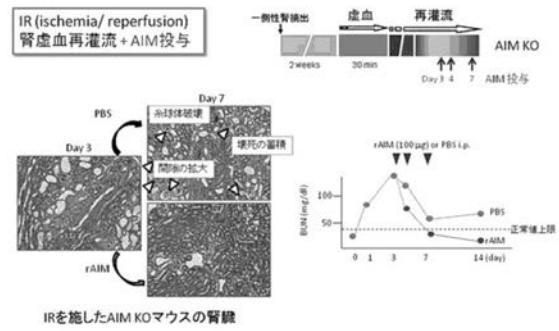 IR (ischemia/ reperfusion)
腎虚血再灌流 + AIM投与
一側性腎摘出
虚血
再灌流
AIM KO
2 weeks
30 min
Day 3
4
7
AIM 投与
PBS
Day 7
糸球体破壊
壊死の蓄積
間隙の拡大
Day 3
rAIM
IRを施したAIM KOマウスの腎臓
rAIM (100 μg) or PBS i.p.
BUN (mg/dl)
100
50
PBS
正常値上限
rAIM
0 1 3 7 14 (day)